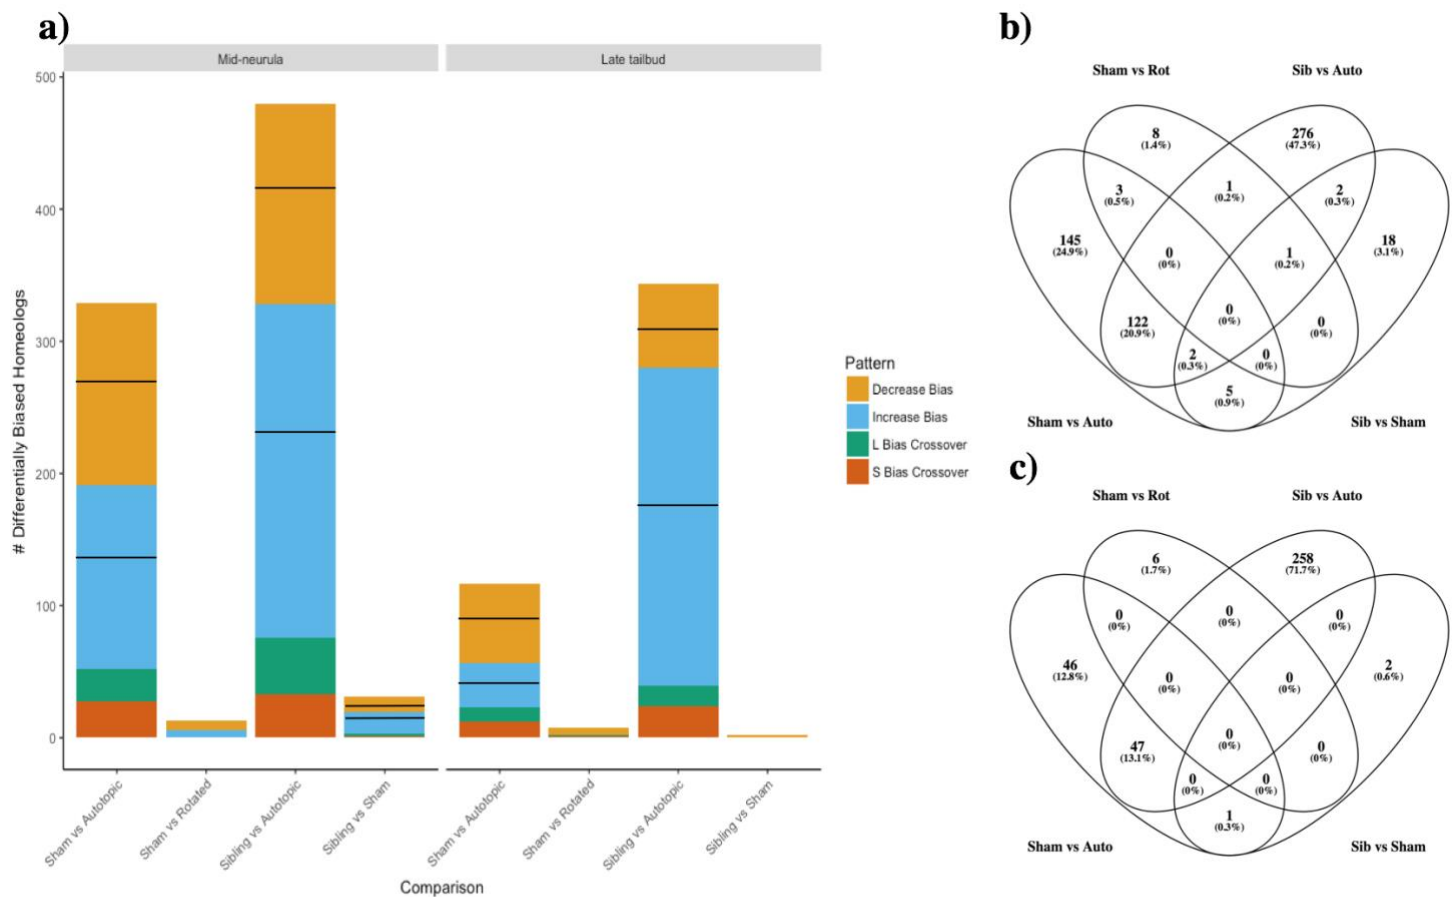 a)
Mid-neurula
Late tailbud
500
400
300
200
100
0
# Differentially Biased Homeologs
Sham vs Autotopic
Sham vs Rotated
Sibling vs Autotopic
Sibling vs Sham
Sham vs Autotopic
Sham vs Rotated
Sibling vs Autotopic
Sibling vs Sham
Comparison
Pattern
Decrease Bias
Increase Bias
L Bias Crossover
S Bias Crossover
b)
Sham vs Rot
Sib vs Auto
8
(1.4%)
276
(47.3%)
3
(0.5%)
1
(0.2%)
2
(0.3%)
145
(24.9%)
0
(0%)
1
(0.2%)
18
(3.1%)
122
(20.9%)
0
(0%)
0
(0%)
2
(0.3%)
0
(0%)
5
(0.9%)
Sham vs Auto
Sib vs Sham
c)
Sham vs Rot
Sib vs Auto
6
(1.7%)
258
(71.7%)
0
(0%)
0
(0%)
0
(0%)
46
(12.8%)
0
(0%)
0
(0%)
2
(0.6%)
47
(13.1%)
0
(0%)
0
(0%)
0
(0%)
0
(0%)
1
(0.3%)
Sham vs Auto
Sib vs Sham